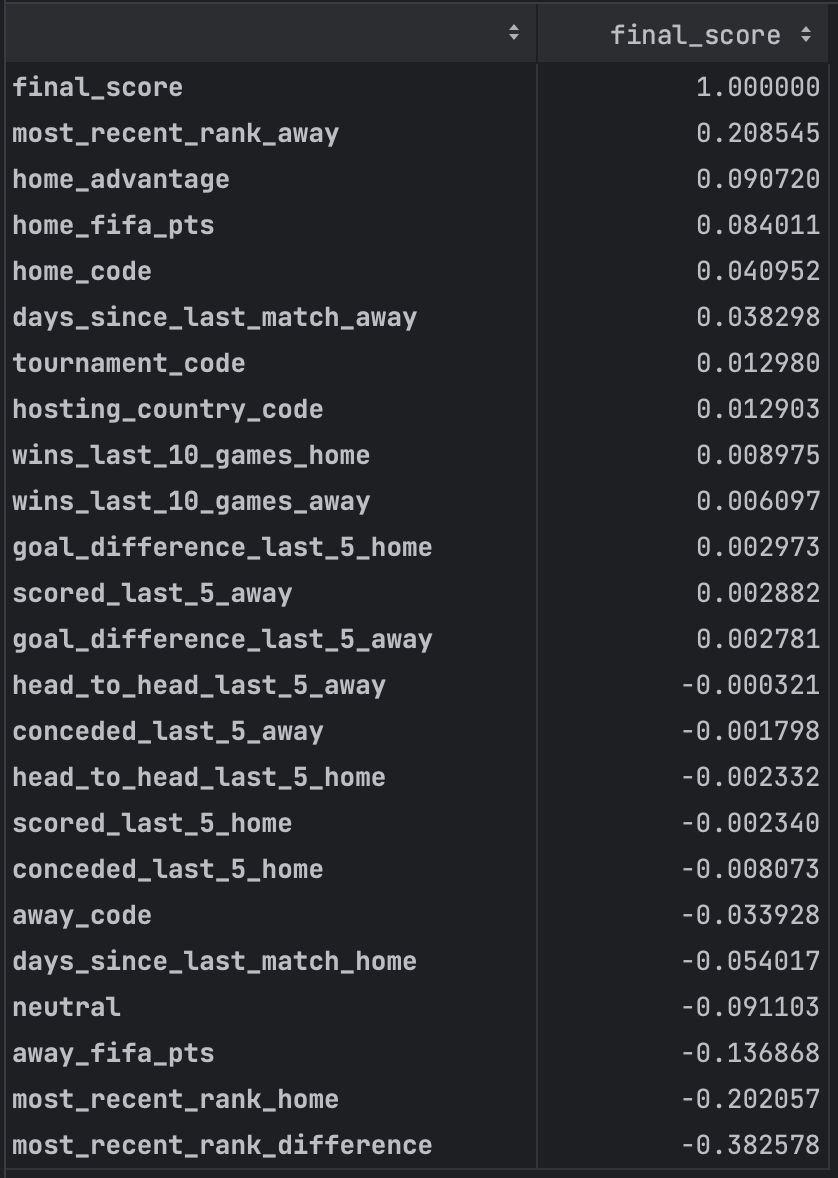 final_score
final_score 1.000000
most_recent_rank_away 0.208545
home_advantage 0.090720
home_fifa_pts 0.084011
home_code 0.040952
days_since_last_match_away 0.038298
tournament_code 0.012980
hosting_country_code 0.012903
wins_last_10_games_home 0.008975
wins_last_10_games_away 0.006097
goal_difference_last_5_home 0.002973
scored_last_5_away 0.002882
goal_difference_last_5_away 0.002781
head_to_head_last_5_away -0.000321
conceded_last_5_away -0.001798
head_to_head_last_5_home -0.002332
scored_last_5_home -0.002340
conceded_last_5_home -0.008073
away_code -0.033928
days_since_last_match_home -0.054017
neutral -0.091103
away_fifa_pts -0.136868
most_recent_rank_home -0.202057
most_recent_rank_difference -0.382578